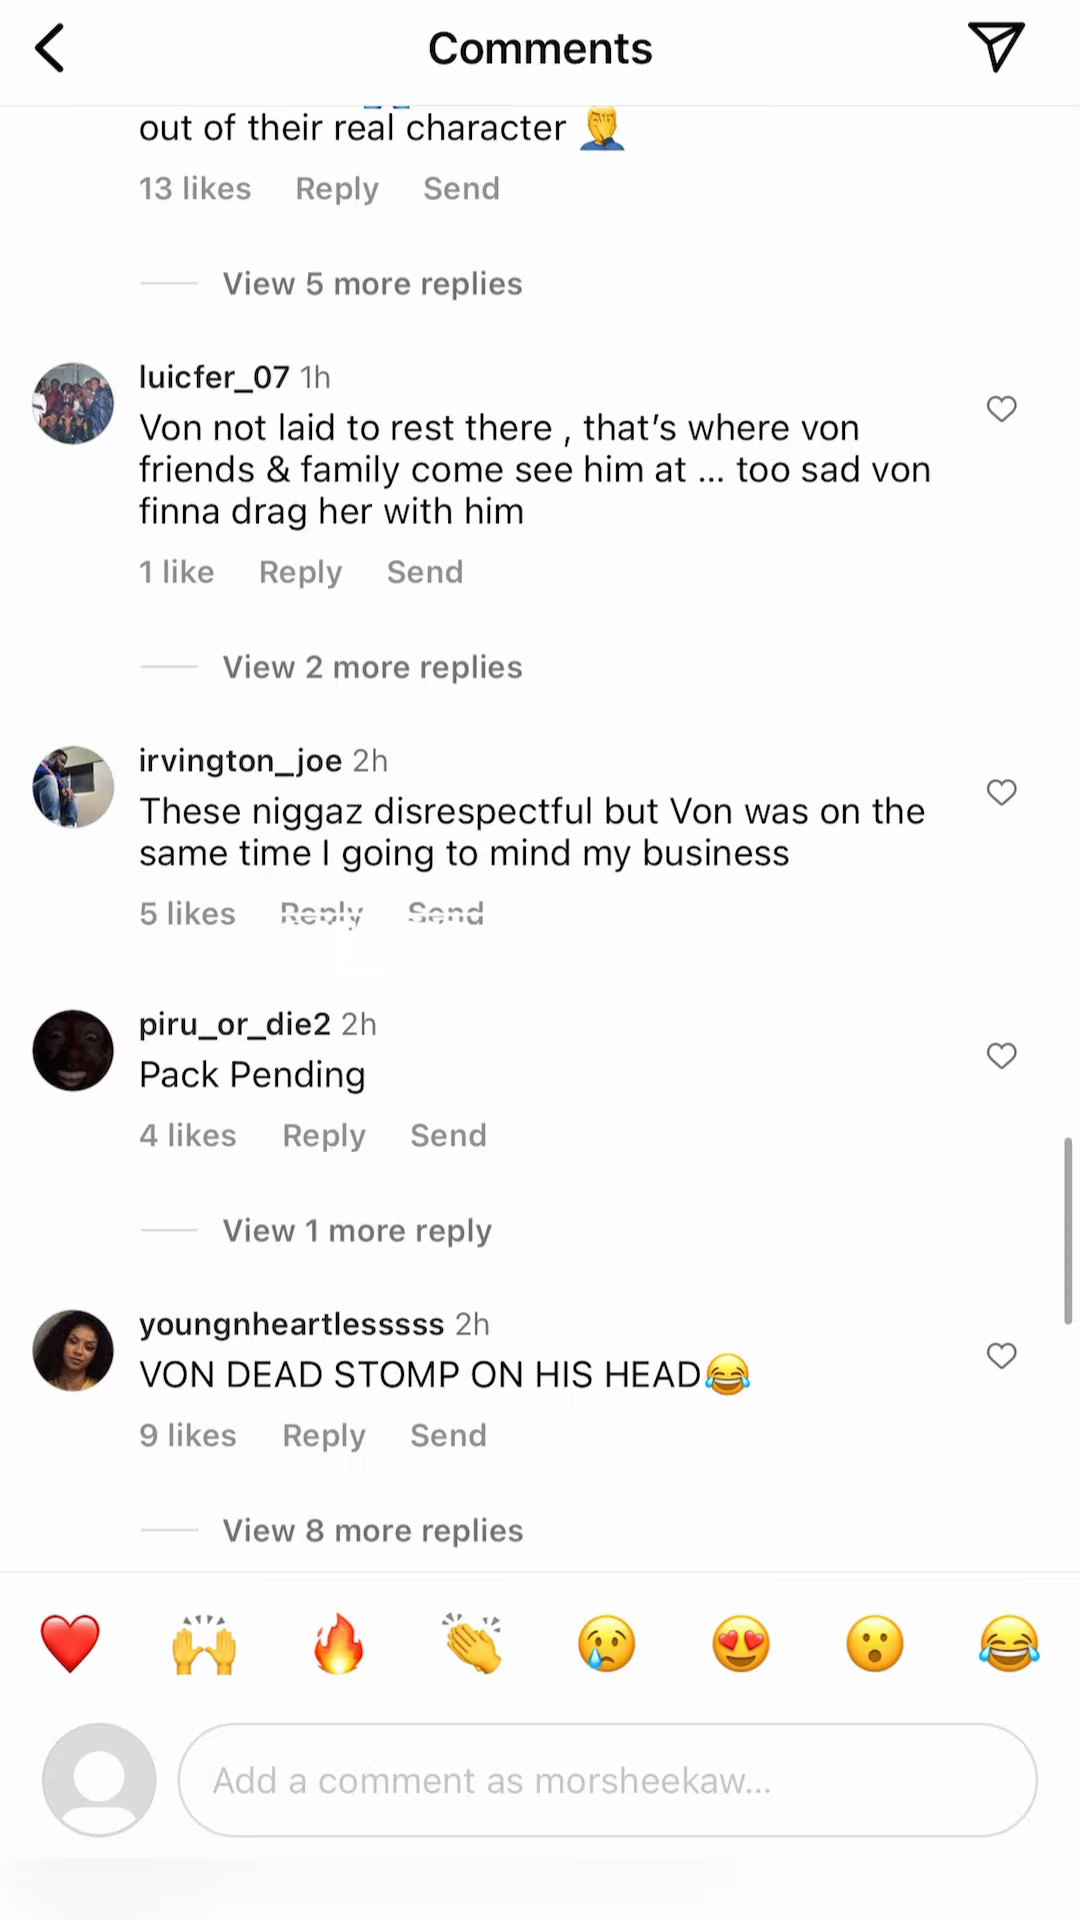 Comments
out of their real character 🤦‍♂️
13 likes Reply Send
View 5 more replies
luicfer_07 1h
Von not laid to rest there , that’s where von
friends & family come see him at ... too sad von
finna drag her with him
1 like Reply Send
View 2 more replies
irvington_joe 2h
These niggaz disrespectful but Von was on the
same time I going to mind my business
5 likes Reply Send
piru_or_die2 2h
Pack Pending
4 likes Reply Send
View 1 more reply
youngnheartlesssss 2h
VON DEAD STOMP ON HIS HEAD😂
9 likes Reply Send
View 8 more replies
❤️ 🙌 🔥 👏 😢 😍 😮 😂
Add a comment as morsheekaw...